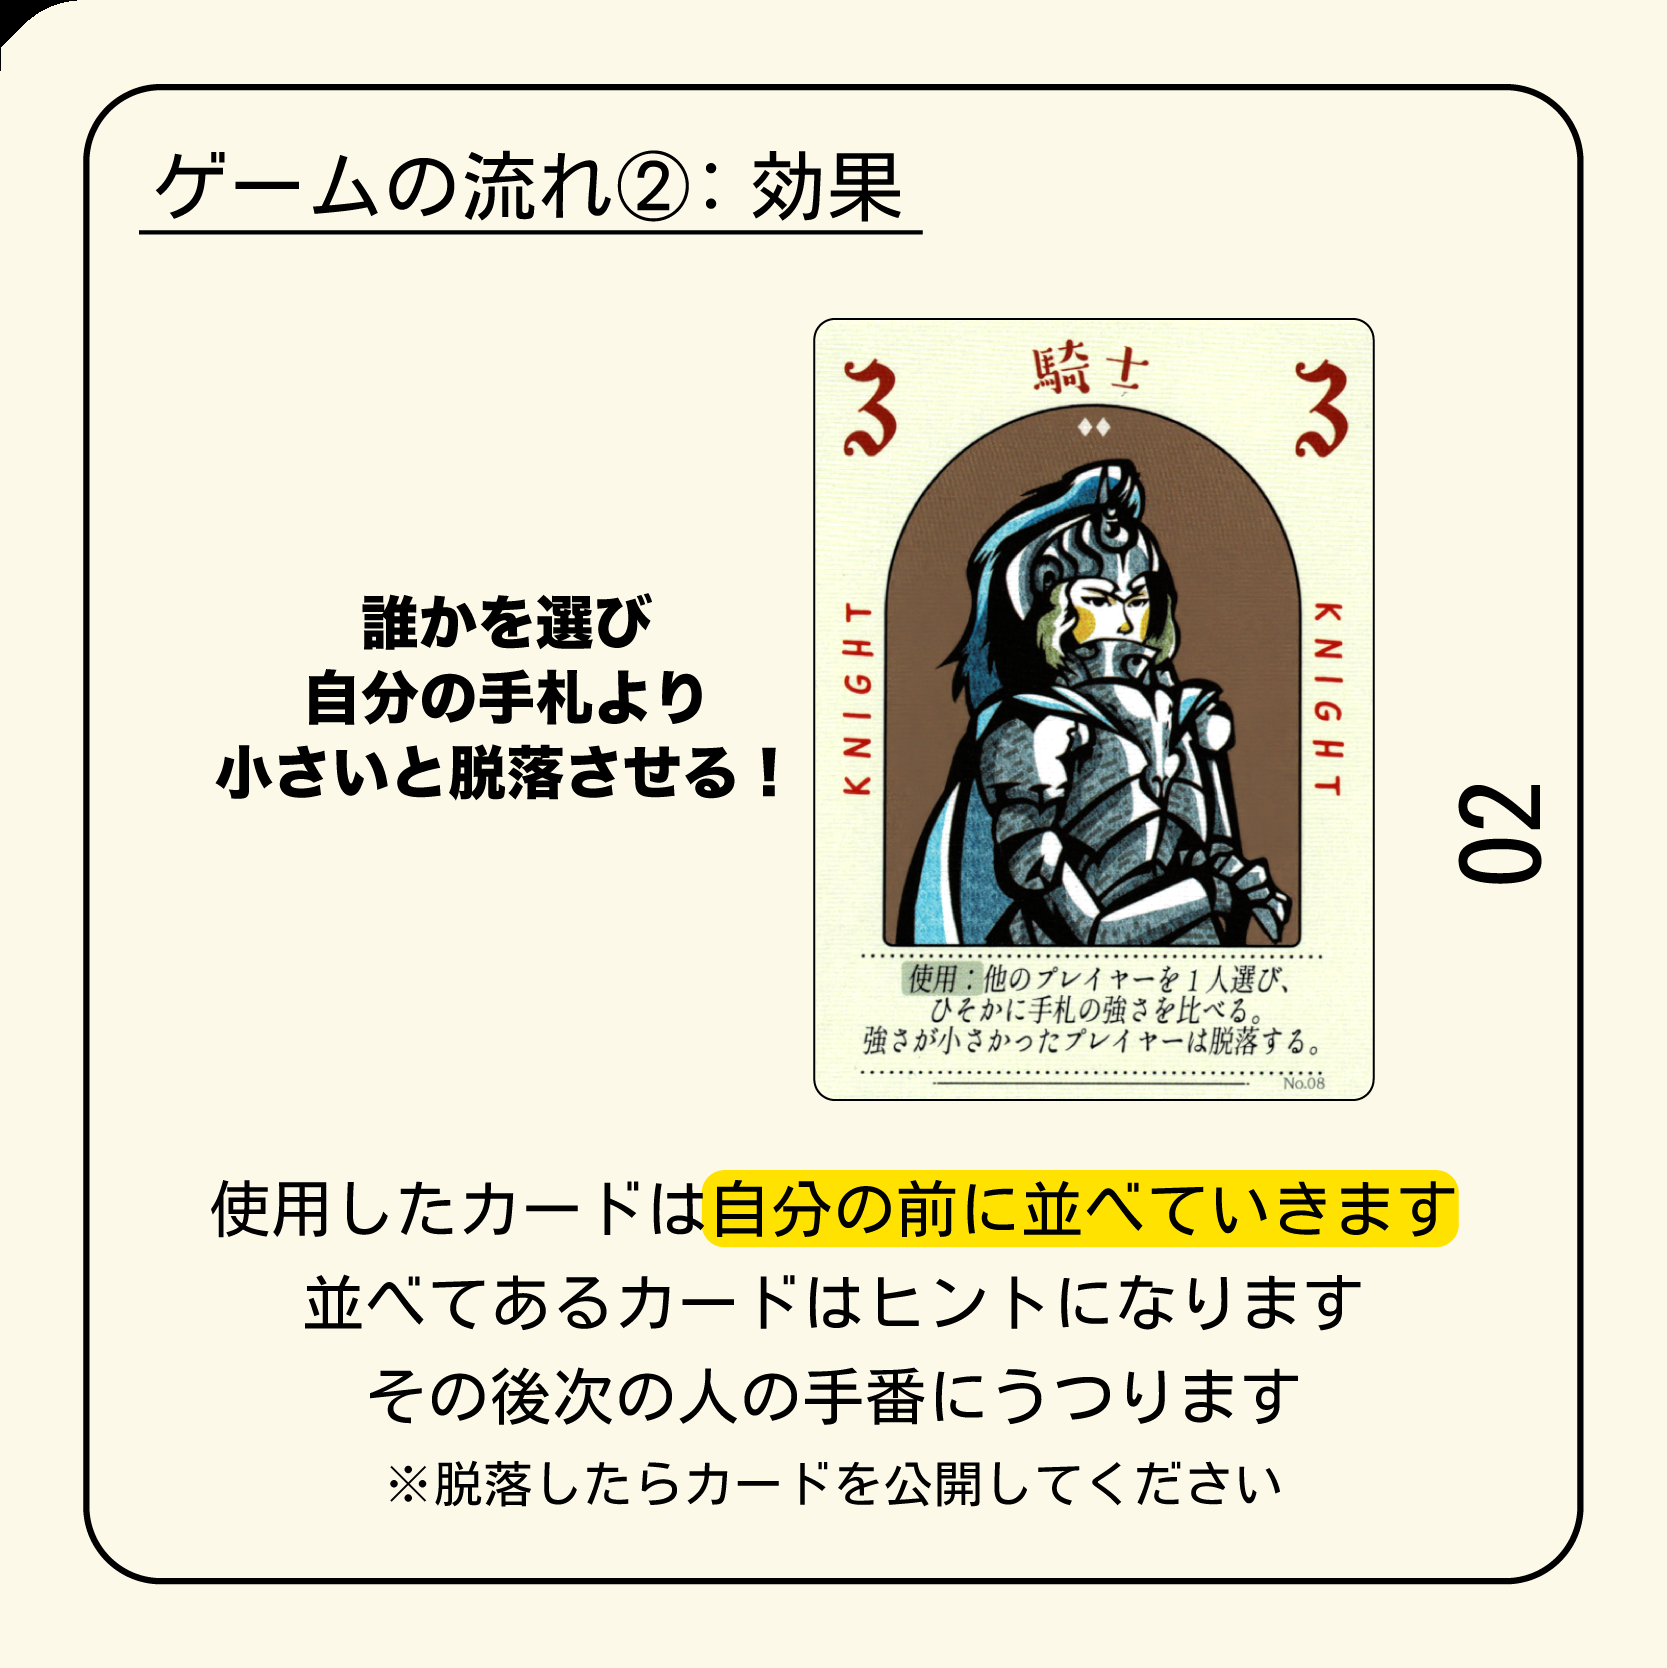 ゲームの流れ②：効果
誰かを選び
自分の手札より
小さいと脱落させる！
3
騎士
3
KNIGHT
KNIGHT
使用：他のプレイヤーを1人選び、
ひそかに手札の強さを比べる。
強さが小さかったプレイヤーは脱落する。
No.08
02
使用したカードは自分の前に並べていきます
並べてあるカードはヒントになります
その後次の人の手番にうつります
※脱落したらカードを公開してください